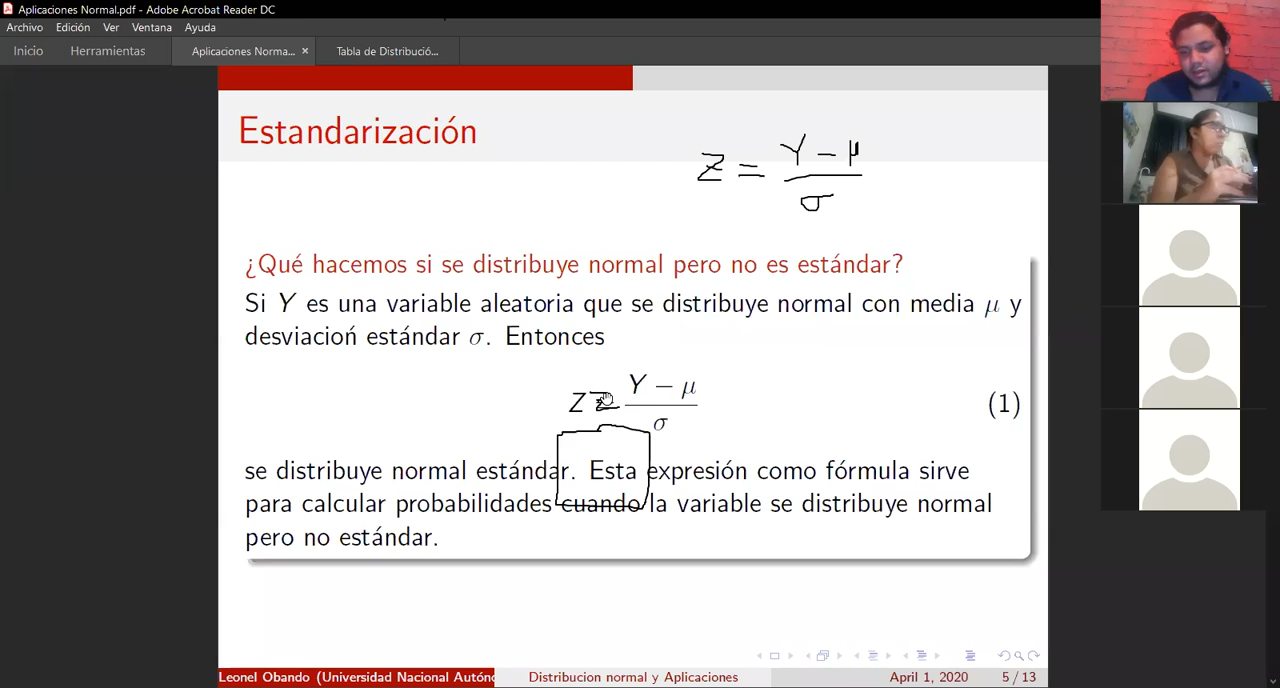 Aplicaciones Normal.pdf - Adobe Acrobat Reader DC
Archivo Edición Ver Ventana Ayuda
Inicio Herramientas Aplicaciones Norma... × Tabla de Distribució...
Estandarización
Z = Y − μ / σ
¿Qué hacemos si se distribuye normal pero no es estándar?
Si Y es una variable aleatoria que se distribuye normal con media μ y
desviacioń estándar σ. Entonces
Z = Y − μ / σ (1)
se distribuye normal estándar. Esta expresión como fórmula sirve
para calcular probabilidades cuando la variable se distribuye normal
pero no estándar.
Leonel Obando (Universidad Nacional Autón Distribucion normal y Aplicaciones April 1, 2020 5 / 13